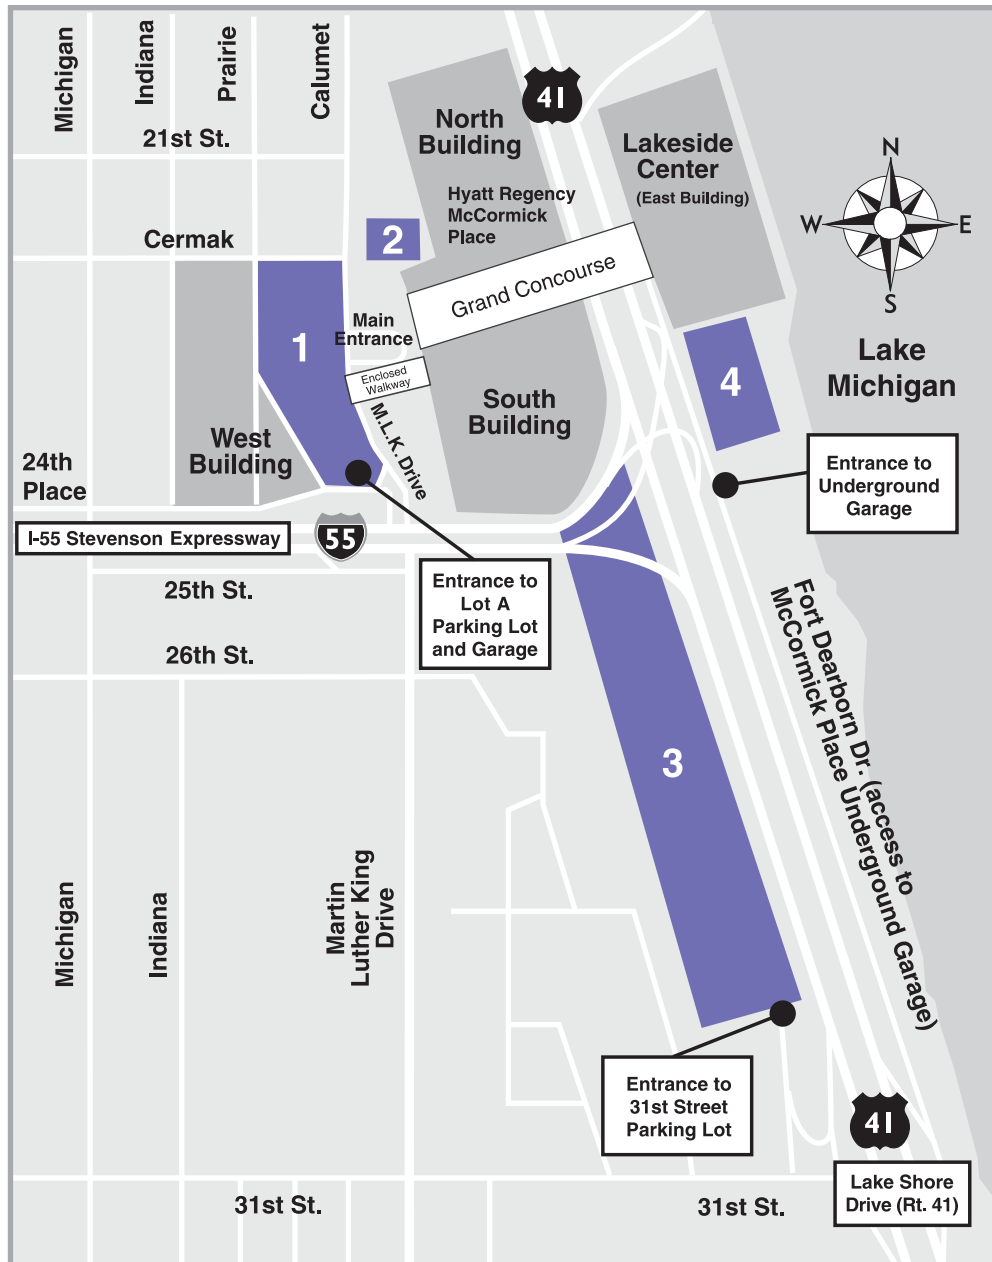 Michigan
Indiana
Prairie
Calumet
21st St.
North
Building
41
Lakeside
Center
(East Building)
N
W
E
S
Hyatt Regency
McCormick
Place
Cermak
2
Grand Concourse
1
Main
Entrance
Enclosed
Walkway
M.L.K. Drive
South
Building
4
Lake
Michigan
West
Building
24th
Place
Entrance to
Underground
Garage
I-55 Stevenson Expressway
55
25th St.
Entrance to
Lot A
Parking Lot
and Garage
26th St.
Fort Dearborn Dr. (access to
McCormick Place Underground Garage)
3
Michigan
Indiana
Martin
Luther King
Drive
Entrance to
31st Street
Parking Lot
41
Lake Shore
Drive (Rt. 41)
31st St.
31st St.